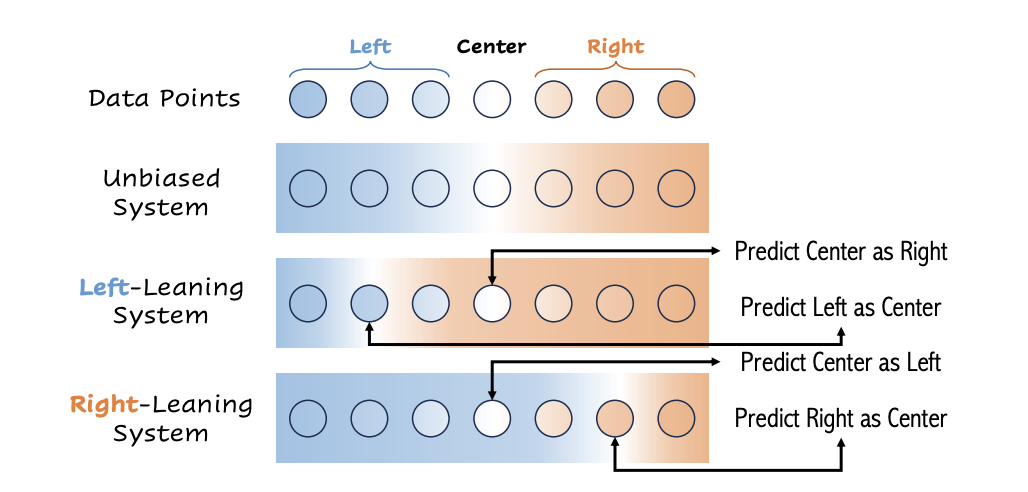 Left Center Right
Data Points
Unbiased
System
Predict Center as Right
Left-Leaning
System
Predict Left as Center
Predict Center as Left
Right-Leaning
System
Predict Right as Center